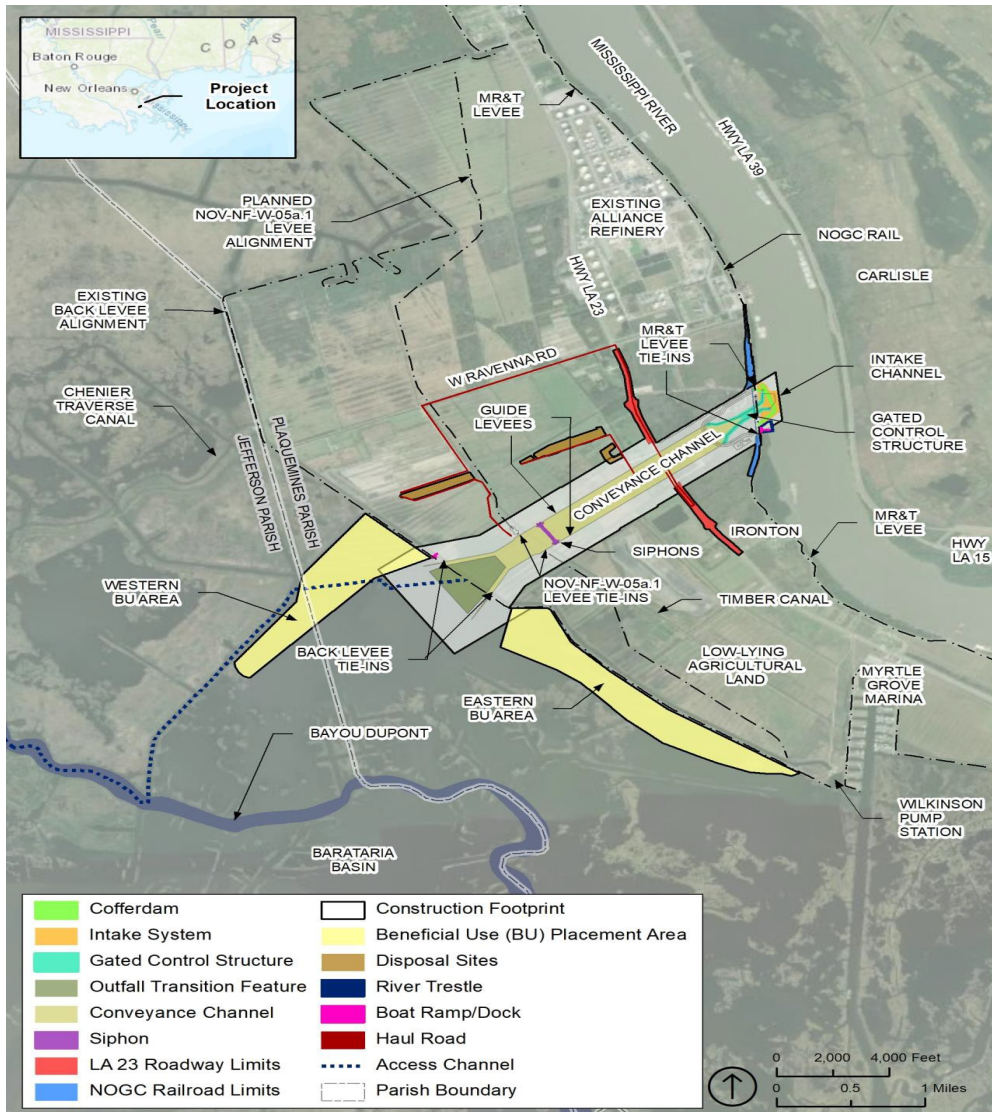 MISSISSIPPI
COAS
Baton Rouge
New Orleans
Mississippi
Project
Location
MR&T
LEVEE
MISSISSIPPI RIVER
HWY LA 39
PLANNED
NOV-NF-W-05a.1
LEVEE
ALIGNMENT
EXISTING
ALLIANCE
REFINERY
NOGC RAIL
CARLISLE
HWY LA 23
EXISTING
BACK LEVEE
ALIGNMENT
MR&T
LEVEE
TIE-INS
INTAKE
CHANNEL
W RAVENNA RD
CHENIER
TRAVERSE
CANAL
GUIDE
LEVEES
GATED
CONTROL
STRUCTURE
PLAQUEMINES PARISH
JEFFERSON PARISH
CONVEYANCE CHANNEL
IRONTON
MR&T
LEVEE
HWY
LA 15
SIPHONS
WESTERN
BU AREA
NOV-NF-W-05a.1
LEVEE TIE-INS
TIMBER CANAL
BACK LEVEE
TIE-INS
LOW-LYING
AGRICULTURAL
LAND
MYRTLE
GROVE
MARINA
EASTERN
BU AREA
BAYOU DUPONT
WILKINSON
PUMP
STATION
BARATARIA
BASIN
Cofferdam
Intake System
Gated Control Structure
Outfall Transition Feature
Conveyance Channel
Siphon
LA 23 Roadway Limits
NOGC Railroad Limits
Construction Footprint
Beneficial Use (BU) Placement Area
Disposal Sites
River Trestle
Boat Ramp/Dock
Haul Road
Access Channel
Parish Boundary
0 2,000 4,000 Feet
0 0.5 1 Miles